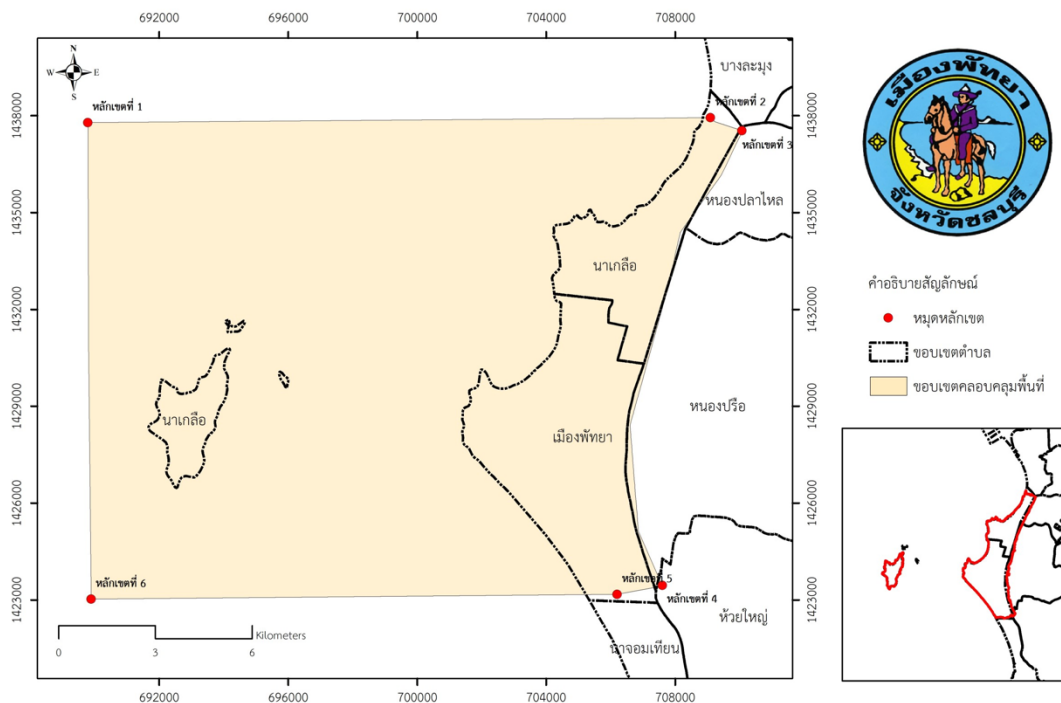 692000 696000 700000 704000 708000
บางละมุง
N
W E
S
หลักเขตที่ 1
หลักเขตที่ 2
หลักเขตที่ 3
1438000 1438000
หนองปลาไหล
1435000 1435000
นาเกลือ
1432000 1432000
1429000 1429000
นาเกลือ
เมืองพัทยา
หนองปรือ
1426000 1426000
หลักเขตที่ 5
หลักเขตที่ 6
หลักเขตที่ 4
1423000 1423000
ห้วยใหญ่
นาจอมเทียน
Kilometers
0 3 6
692000 696000 700000 704000 708000
เมืองพัทยา
จังหวัดชลบุรี
คำอธิบายสัญลักษณ์
หมุดหลักเขต
ขอบเขตตำบล
ขอบเขตคลอบคลุมพื้นที่